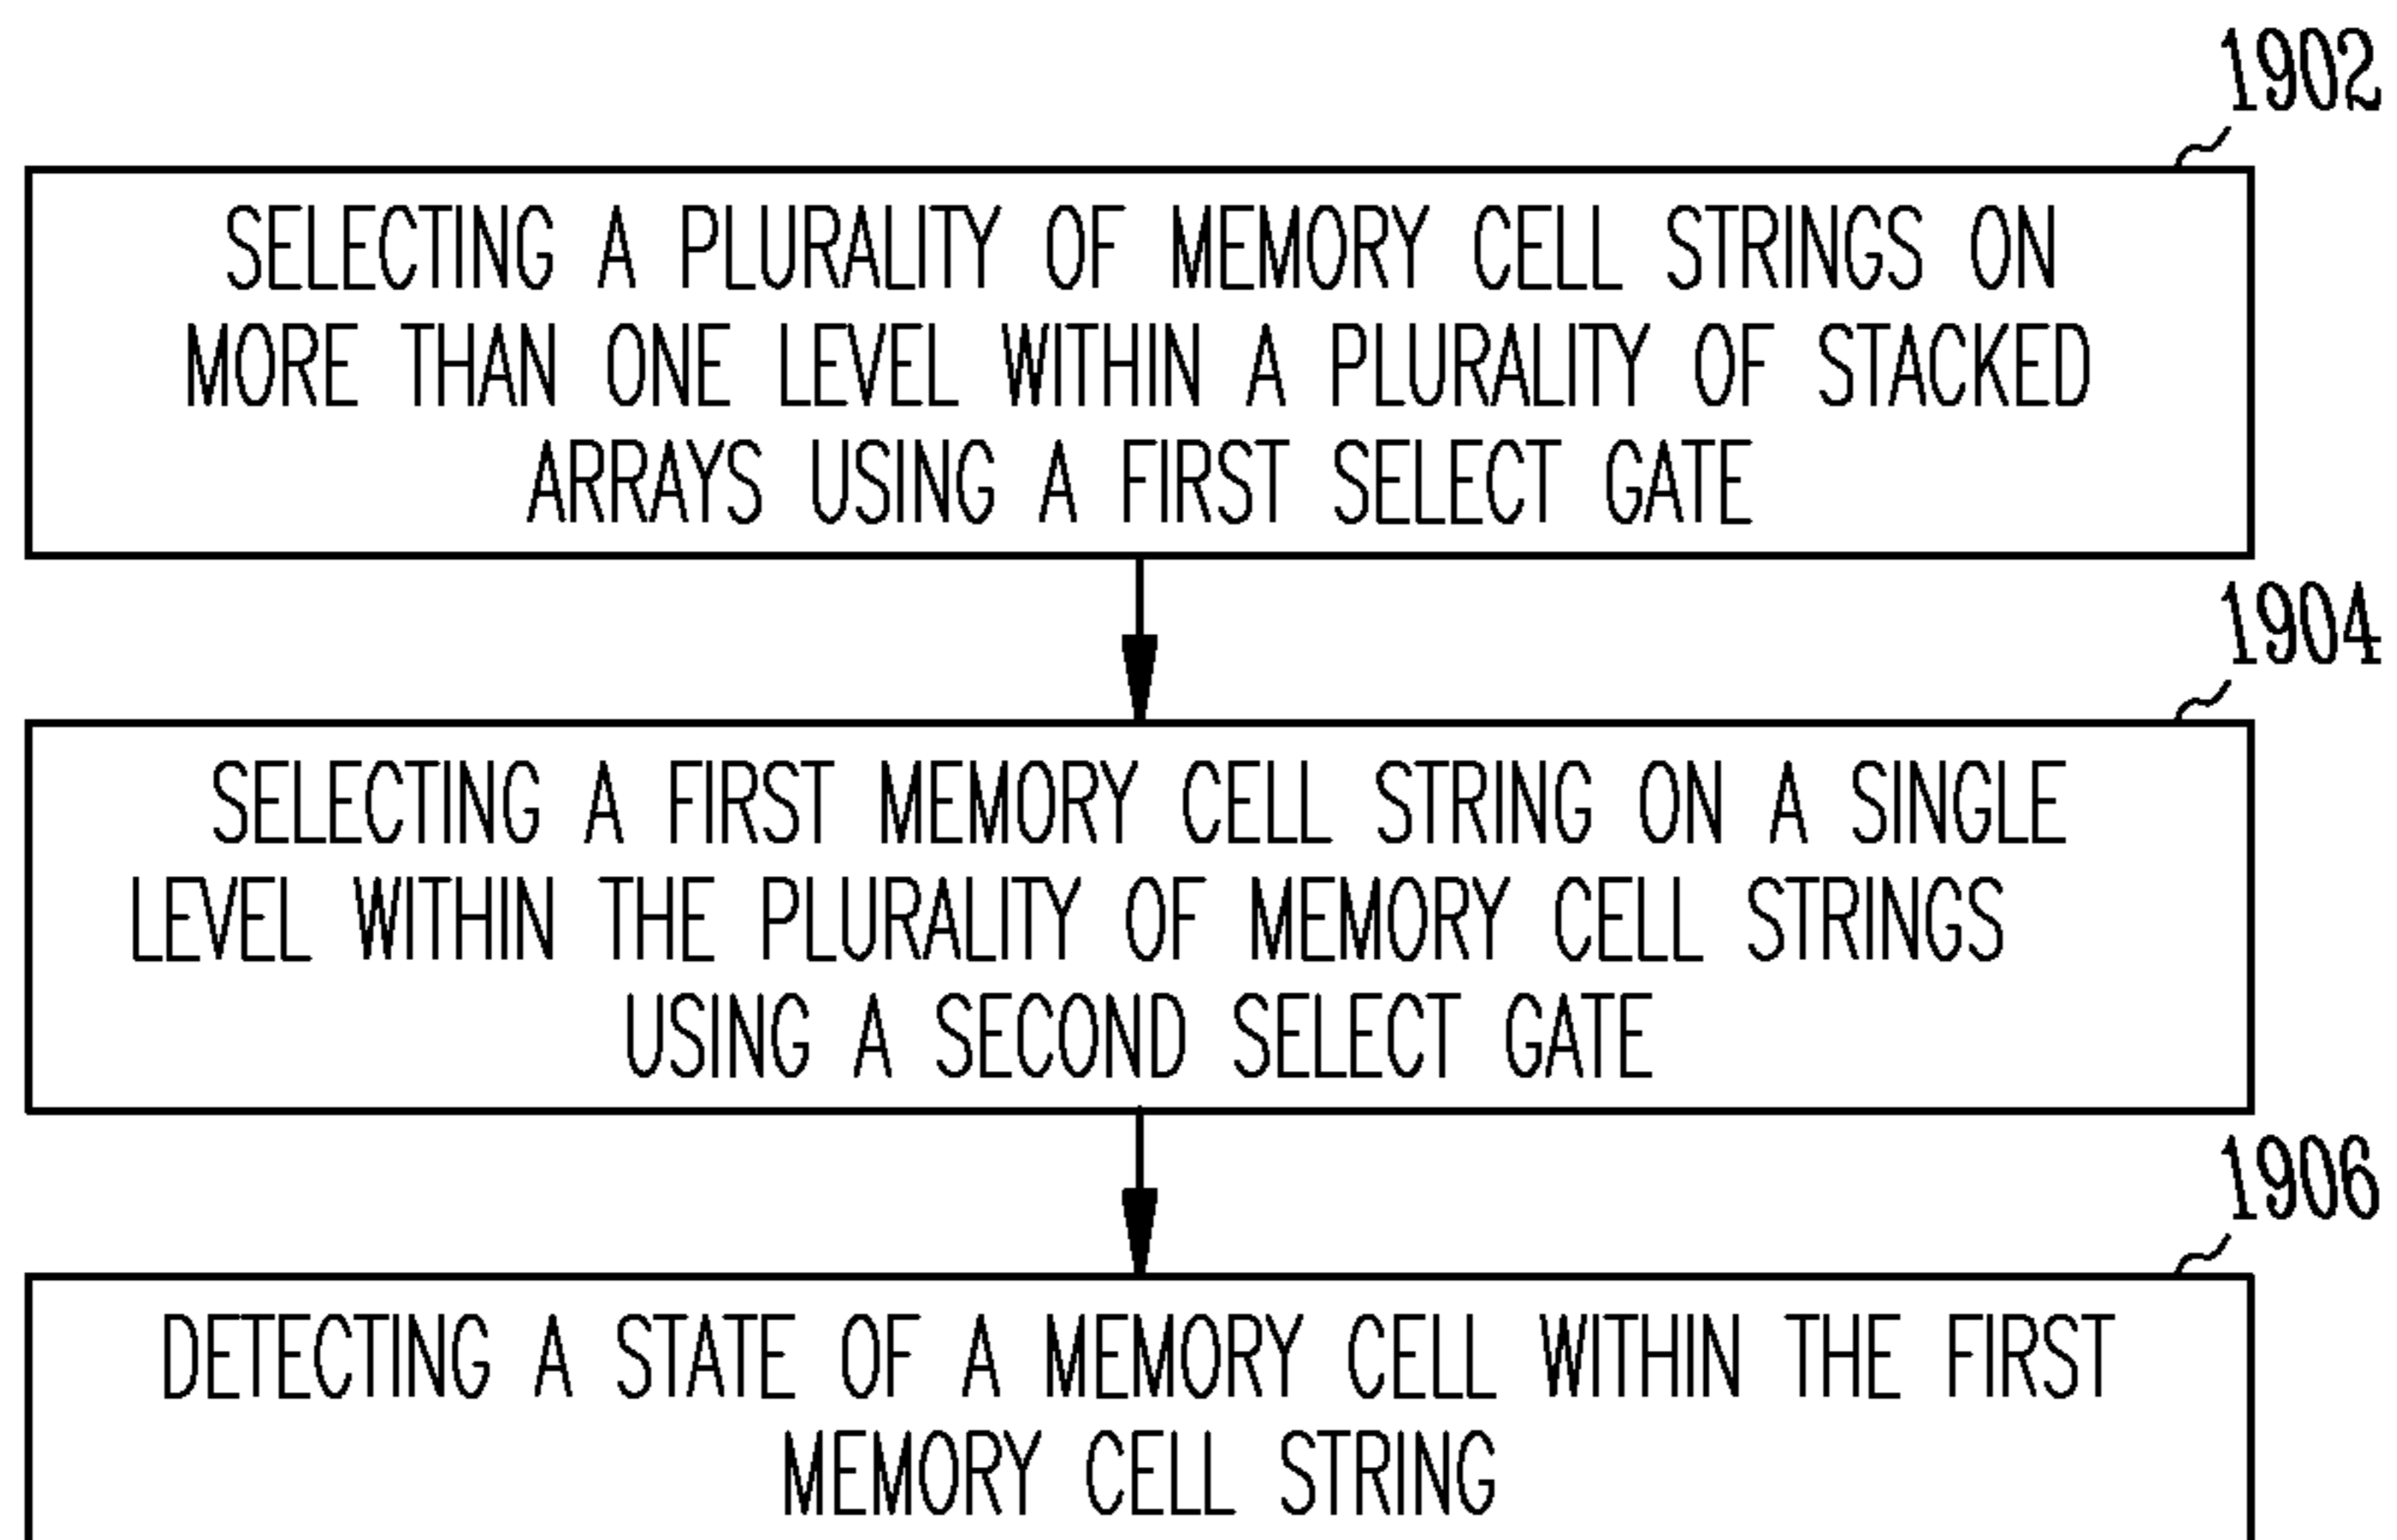 1902
SELECTING A PLURALITY OF MEMORY CELL STRINGS ON
MORE THAN ONE LEVEL WITHIN A PLURALITY OF STACKED
ARRAYS USING A FIRST SELECT GATE
1904
SELECTING A FIRST MEMORY CELL STRING ON A SINGLE
LEVEL WITHIN THE PLURALITY OF MEMORY CELL STRINGS
USING A SECOND SELECT GATE
1906
DETECTING A STATE OF A MEMORY CELL WITHIN THE FIRST
MEMORY CELL STRING